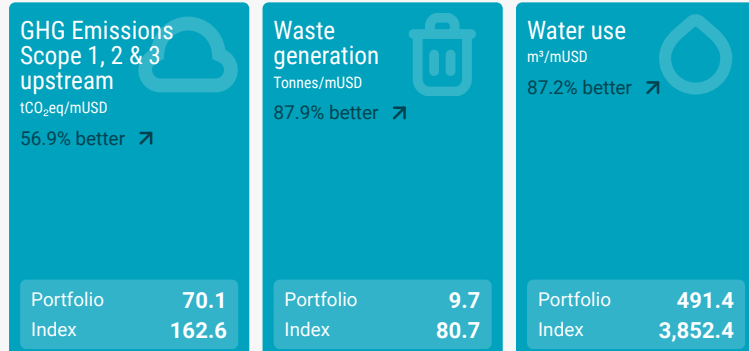 GHG Emissions
Scope 1, 2 & 3
upstream
tCO₂eq/mUSD
56.9% better
Portfolio 70.1
Index 162.6
Waste
generation
Tonnes/mUSD
87.9% better
Portfolio 9.7
Index 80.7
Water use
m³/mUSD
87.2% better
Portfolio 491.4
Index 3,852.4